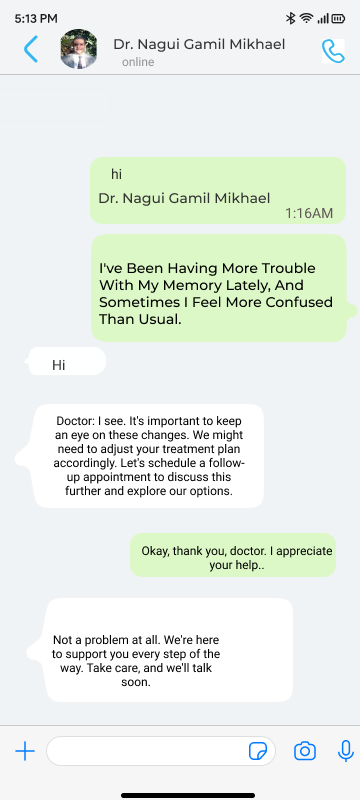 5:13 PM
Dr. Nagui Gamil Mikhael
online
hi
Dr. Nagui Gamil Mikhael
1:16AM
I've Been Having More Trouble
With My Memory Lately, And
Sometimes I Feel More Confused
Than Usual.
Hi
Doctor: I see. It's important to keep
an eye on these changes. We might
need to adjust your treatment plan
accordingly. Let's schedule a follow-
up appointment to discuss this
further and explore our options.
Okay, thank you, doctor. I appreciate
your help..
Not a problem at all. We're here
to support you every step of the
way. Take care, and we'll talk
soon.